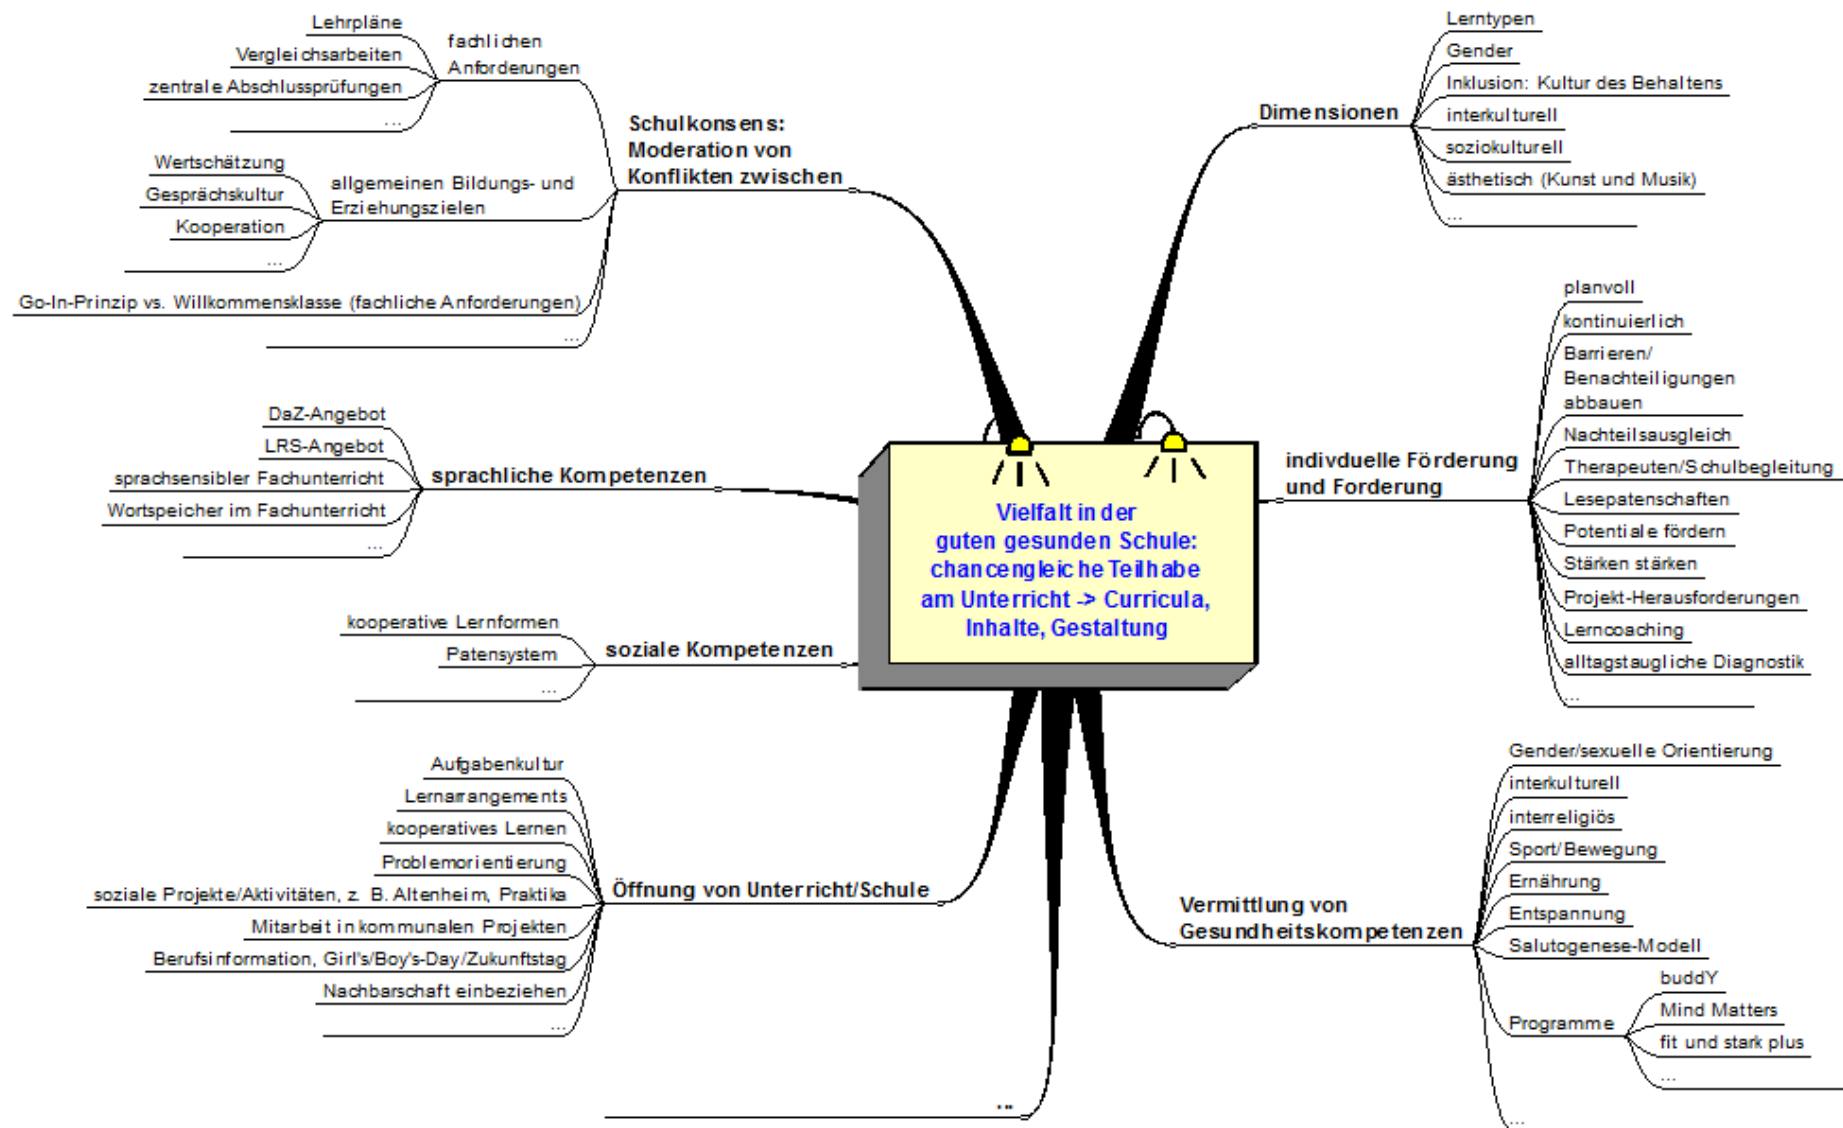 Vielfalt in der
guten gesunden Schule:
chancengleiche Teilhabe
am Unterricht -> Curricula,
Inhalte, Gestaltung
Schulkonsens:
Moderation von
Konflikten zwischen
fachlichen
Anforderungen
Lehrpläne
Vergleichsarbeiten
zentrale Abschlussprüfungen
...
allgemeinen Bildungs- und
Erziehungszielen
Wertschätzung
Gesprächskultur
Kooperation
...
Go-In-Prinzip vs. Willkommensklasse (fachliche Anforderungen)
...
sprachliche Kompetenzen
DaZ-Angebot
LRS-Angebot
sprachsensibler Fachunterricht
Wortspeicher im Fachunterricht
...
soziale Kompetenzen
kooperative Lernformen
Patensystem
...
Öffnung von Unterricht/Schule
Aufgabenkultur
Lernarrangements
kooperatives Lernen
Problemorientierung
soziale Projekte/Aktivitäten, z. B. Altenheim, Praktika
Mitarbeit in kommunalen Projekten
Berufsinformation, Girl's/Boy's-Day/Zukunftstag
Nachbarschaft einbeziehen
...
...
Dimensionen
Lerntypen
Gender
Inklusion: Kultur des Behaltens
interkulturell
soziokulturell
ästhetisch (Kunst und Musik)
...
indivduelle Förderung
und Forderung
planvoll
kontinuierlich
Barrieren/
Benachteiligungen
abbauen
Nachteilsausgleich
Therapeuten/Schulbegleitung
Lesepatenschaften
Potentiale fördern
Stärken stärken
Projekt-Herausforderungen
Lerncoaching
alltagstaugliche Diagnostik
...
Vermittlung von
Gesundheitskompetenzen
Gender/sexuelle Orientierung
interkulturell
interreligiös
Sport/Bewegung
Ernährung
Entspannung
Salutogenese-Modell
Programme
buddY
Mind Matters
fit und stark plus
...
...